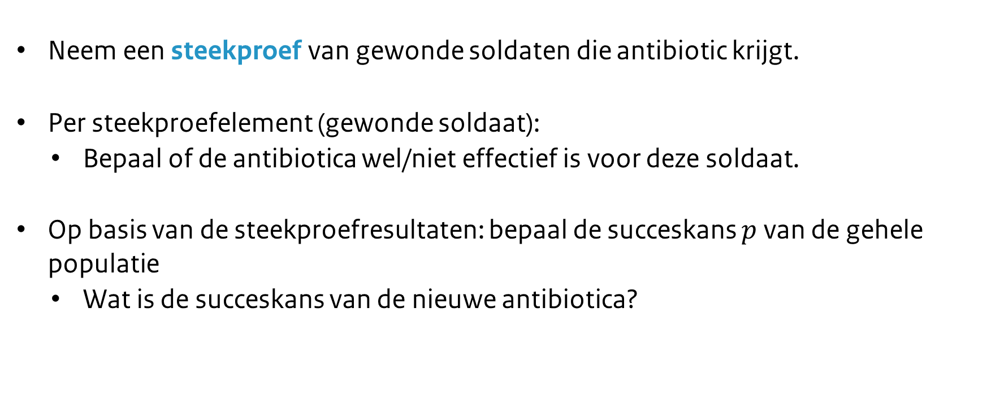 • Neem een steekproef van gewonde soldaten die antibiotic krijgt.
• Per steekproefelement (gewonde soldaat):
• Bepaal of de antibiotica wel/niet effectief is voor deze soldaat.
• Op basis van de steekproefresultaten: bepaal de succeskans p van de gehele
populatie
• Wat is de succeskans van de nieuwe antibiotica?